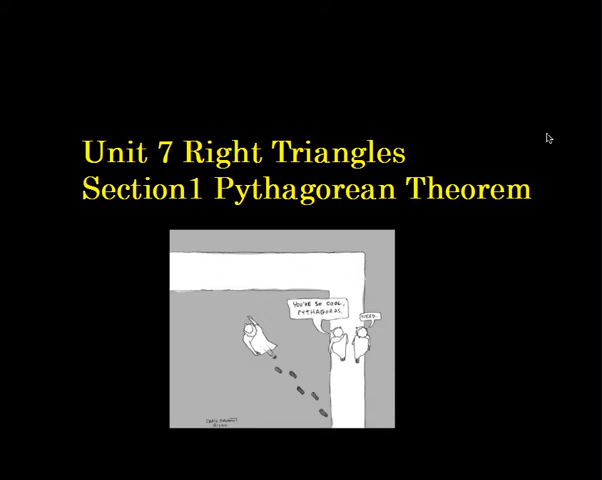 Unit 7 Right Triangles
Section1 Pythagorean Theorem
YOU'RE SO COOL,
PYTHAGORAS.
NERD.